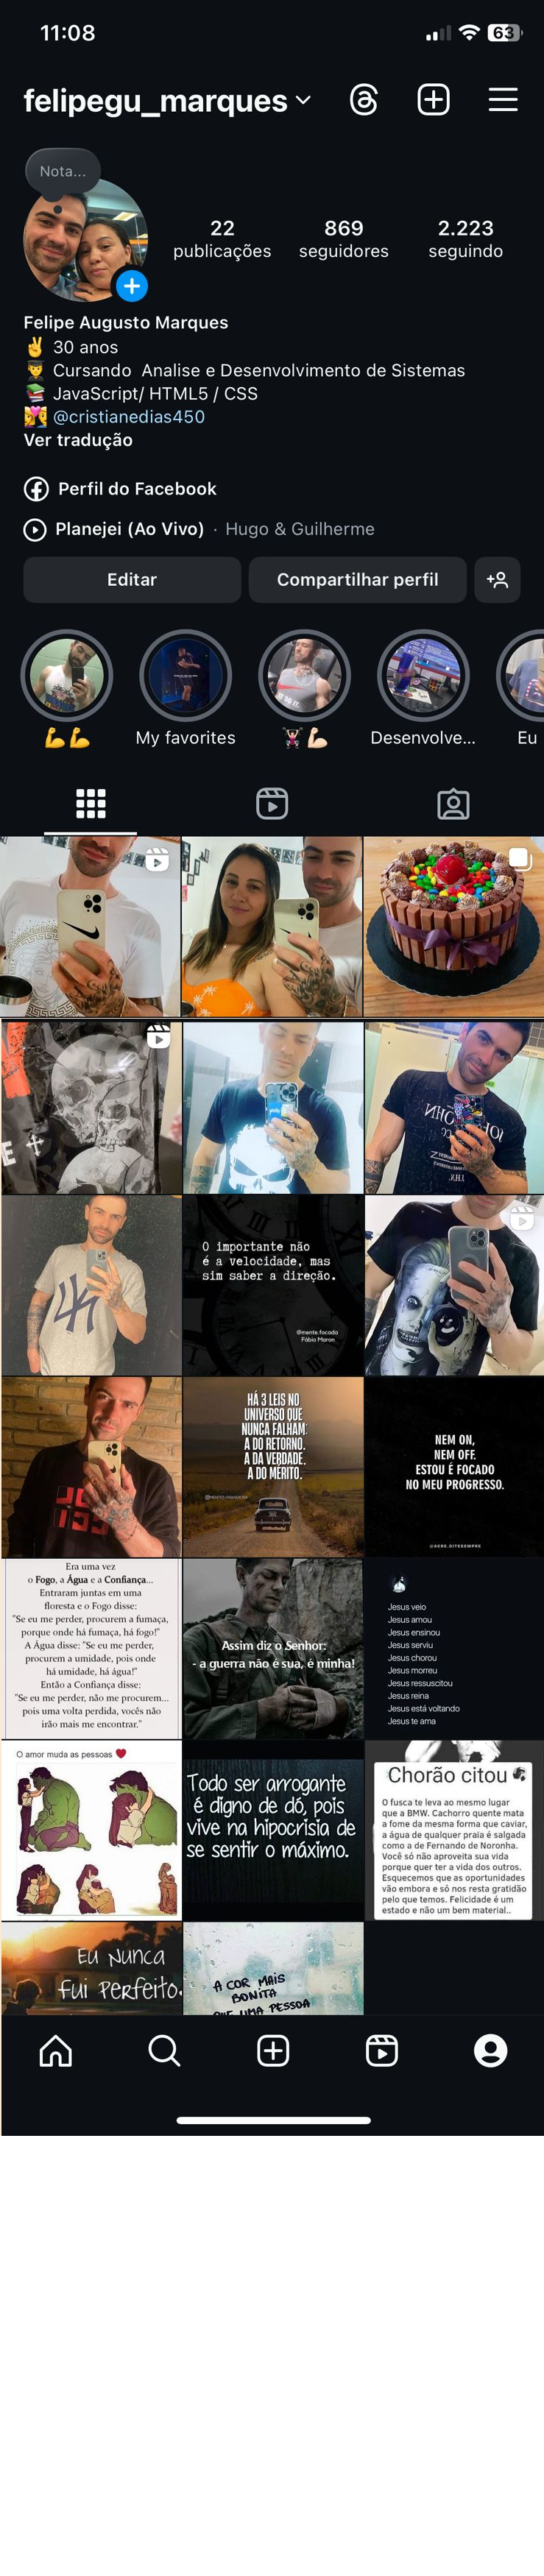 11:08
63
felipegu_marques
Nota...
22
publicações
869
seguidores
2.223
seguindo
Felipe Augusto Marques
✌️ 30 anos
👨‍🎓 Cursando  Analise e Desenvolvimento de Sistemas
📚 JavaScript/ HTML5 / CSS
💏 @cristianedias450
Ver tradução
Perfil do Facebook
Planejei (Ao Vivo) · Hugo & Guilherme
Editar
Compartilhar perfil
💪💪
My favorites
🏋️💪🏻
Desenvolve...
Eu
O importante não
é a velocidade, mas
sim saber a direção.
@mente.focada
Fábio Maron
HÁ 3 LEIS NO
UNIVERSO QUE
NUNCA FALHAM:
A DO RETORNO.
A DA VERDADE.
A DO MÉRITO.
NEM ON,
NEM OFF.
ESTOU É FOCADO
NO MEU PROGRESSO.
@ACRE.DITESEMPRE
Era uma vez
o Fogo, a Água e a Confiança...
Entraram juntas em uma
floresta e o Fogo disse:
"Se eu me perder, procurem a fumaça,
porque onde há fumaça, há fogo!"
A Água disse: "Se eu me perder,
procurem a umidade, pois onde
há umidade, há água!"
Então a Confiança disse:
"Se eu me perder, não me procurem...
pois uma volta perdida, vocês não
irão mais me encontrar."
Assim diz o Senhor:
- a guerra não é sua, é minha!
Jesus veio
Jesus amou
Jesus ensinou
Jesus serviu
Jesus chorou
Jesus morreu
Jesus ressuscitou
Jesus reina
Jesus está voltando
Jesus te ama
O amor muda as pessoas ❤️
Todo ser arrogante
é digno de dó, pois
vive na hipocrisia de
se sentir o máximo.
Chorão citou
O fusca te leva ao mesmo lugar
que a BMW. Cachorro quente mata
a fome da mesma forma que caviar,
a água de qualquer praia é salgada
como a de Fernando de Noronha.
Você só não aproveita sua vida
porque quer ter a vida dos outros.
Esquecemos que as oportunidades
vão embora e só nos resta gratidão
pelo que temos. Felicidade é um
estado e não um bem material..
Eu Nunca
fui perfeito.
A COR MAIS
BONITA
QUE UMA PESSOA